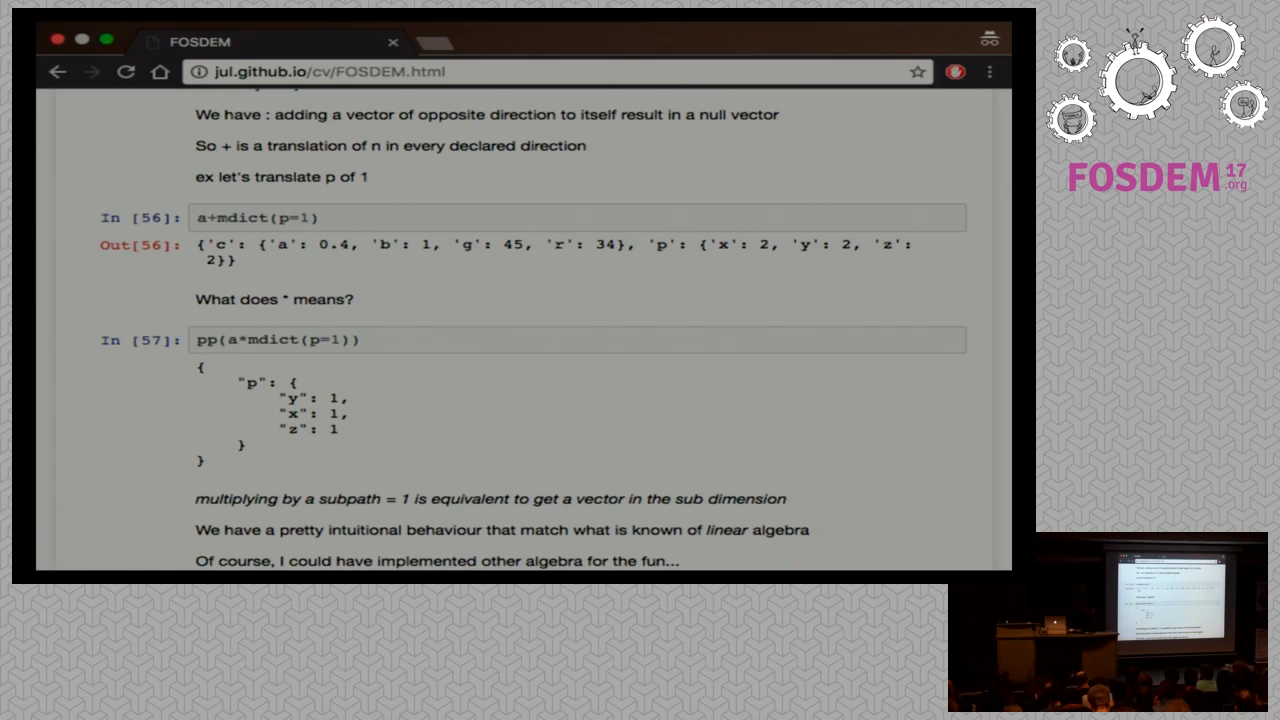 FOSDEM
jul.github.io/cv/FOSDEM.html
We have : adding a vector of opposite direction to itself result in a null vector
So + is a translation of n in every declared direction
ex let's translate p of 1
In [56]: a+mdict(p=1)
Out[56]: {'c': {'a': 0.4, 'b': 1, 'g': 45, 'r': 34}, 'p': {'x': 2, 'y': 2, 'z':
2}}
What does * means?
In [57]: pp(a*mdict(p=1))
{
"p": {
"y": 1,
"x": 1,
"z": 1
}
}
multiplying by a subpath = 1 is equivalent to get a vector in the sub dimension
We have a pretty intuitional behaviour that match what is known of linear algebra
Of course, I could have implemented other algebra for the fun...
FOSDEM 17
.org